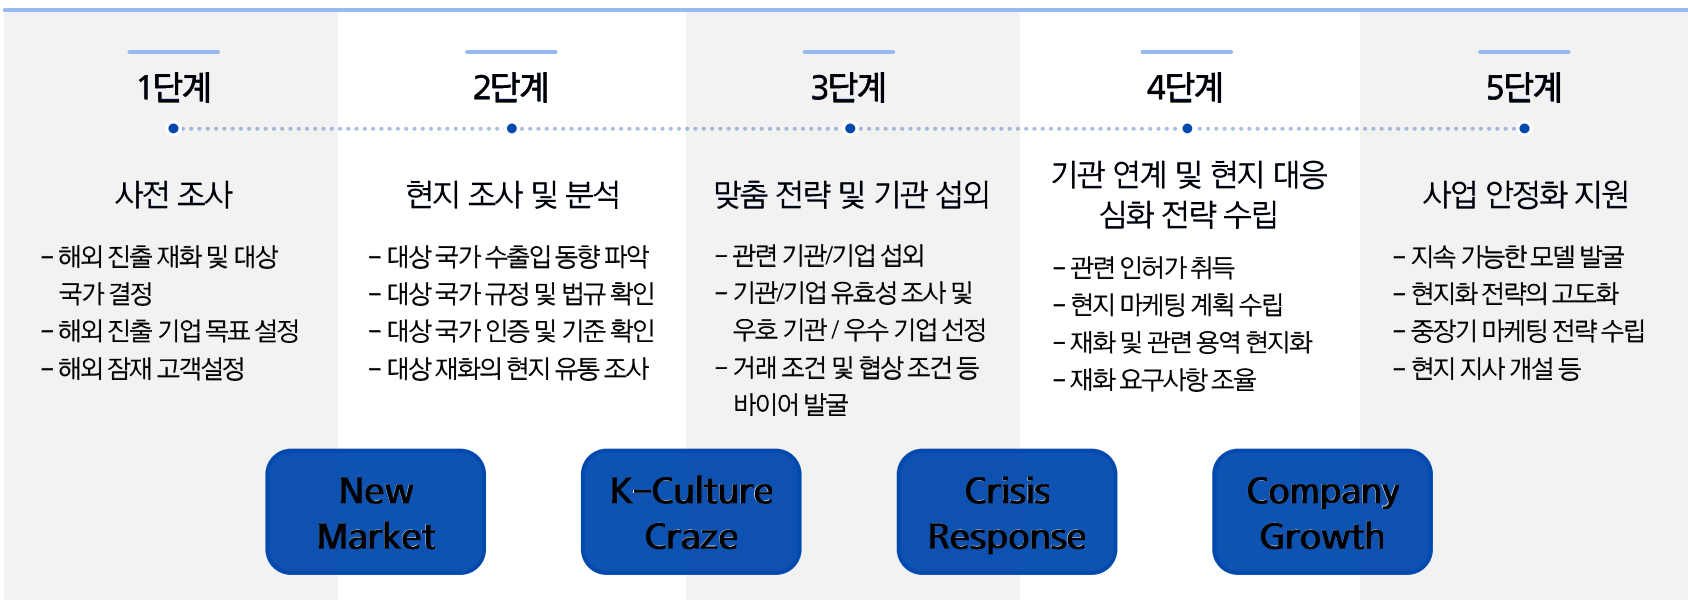 1단계
사전 조사
– 해외 진출 재화 및 대상
국가 결정
– 해외 진출 기업 목표 설정
– 해외 잠재 고객설정
2단계
현지 조사 및 분석
– 대상 국가 수출입 동향 파악
– 대상 국가 규정 및 법규 확인
– 대상 국가 인증 및 기준 확인
– 대상 재화의 현지 유통 조사
3단계
맞춤 전략 및 기관 섭외
– 관련 기관/기업 섭외
– 기관/기업 유효성 조사 및
우호 기관 / 우수 기업 선정
– 거래 조건 및 협상 조건 등
바이어 발굴
4단계
기관 연계 및 현지 대응
심화 전략 수립
– 관련 인허가 취득
– 현지 마케팅 계획 수립
– 재화 및 관련 용역 현지화
– 재화 요구사항 조율
5단계
사업 안정화 지원
– 지속 가능한 모델 발굴
– 현지화 전략의 고도화
– 중장기 마케팅 전략 수립
– 현지 지사 개설 등
New
Market
K–Culture
Craze
Crisis
Response
Company
Growth